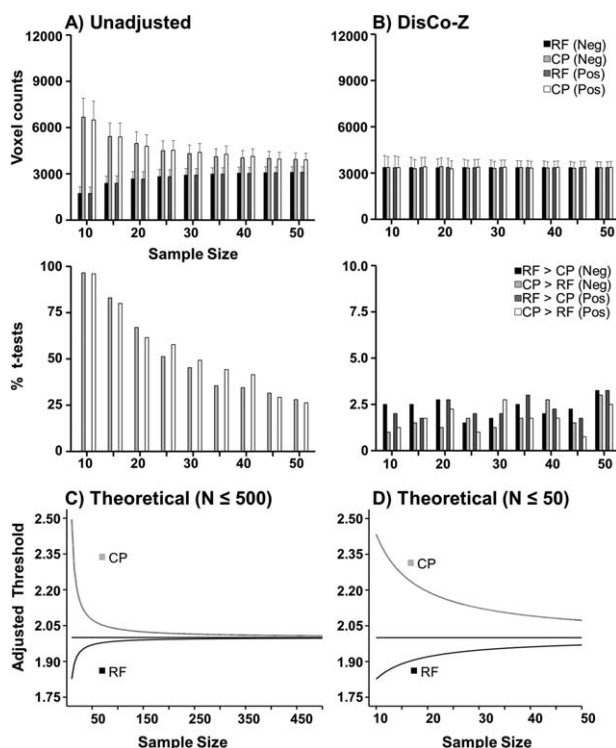 A) Unadjusted
12000
9000
6000
3000
0
Voxel counts
10
20
30
40
50
Sample Size
B) DisCo-Z
RF (Neg)
CP (Neg)
RF (Pos)
CP (Pos)
12000
9000
6000
3000
0
10
20
30
40
50
100
75
50
25
0
% t-tests
10
20
30
40
50
RF > CP (Neg)
CP > RF (Neg)
RF > CP (Pos)
CP > RF (Pos)
10.0
7.5
5.0
2.5
0
10
20
30
40
50
C) Theoretical (N ≤ 500)
2.50
2.35
2.20
2.05
1.90
1.75
Adjusted Threshold
CP
RF
50
150
250
350
450
Sample Size
D) Theoretical (N ≤ 50)
2.50
2.35
2.20
2.05
1.90
1.75
CP
RF
10
20
30
40
50
Sample Size